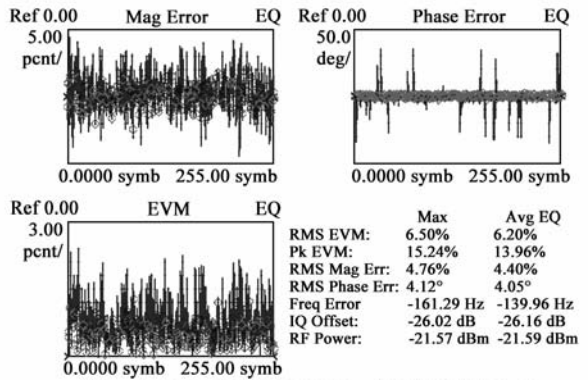 Ref 0.00 Mag Error EQ
5.00
pcnt/
0.0000 symb 255.00 symb
Ref 0.00 Phase Error EQ
50.0
deg/
0.0000 symb 255.00 symb
Ref 0.00 EVM EQ
3.00
pcnt/
0.0000 symb 255.00 symb
Max Avg EQ
RMS EVM: 6.50% 6.20%
Pk EVM: 15.24% 13.96%
RMS Mag Err: 4.76% 4.40%
RMS Phase Err: 4.12° 4.05°
Freq Error -161.29 Hz -139.96 Hz
IQ Offset: -26.02 dB -26.16 dB
RF Power: -21.57 dBm -21.59 dBm